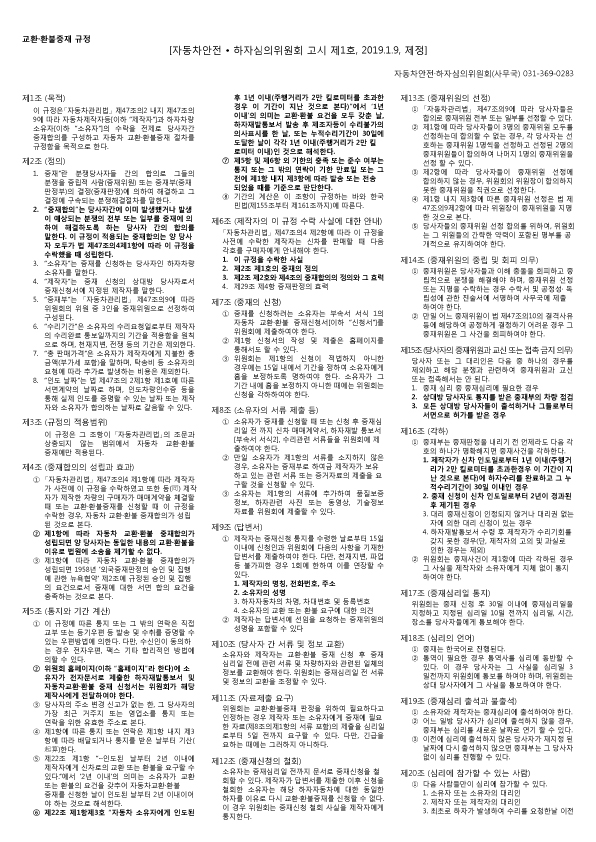 교환·환불중재 규정
[자동차안전 • 하자심의위원회 고시 제1호, 2019.1.9, 제정]
자동차안전·하자심의위원회(사무국) 031-369-0283
제1조 (목적)
이 규정은「자동차관리법」 제47조의2 내지 제47조의
9에 따라 자동차제작자등(이하 "제작자")과 하자차량
소유자(이하 "소유자")의 수락을 전제로 당사자간
중재합의를 구성하고 자동차관리법 중재 절차를
규정함을 목적으로 한다.
제2조 (정의)
1. 중재"란 분쟁당사자들 간의 합의로 그들의
분쟁을 중립적 사람(중재위원) 또는 중재부(중재
판정부)의 결정(중재판정)에 의하여 해결하고 그
결정에 구속되는 분쟁해결절차를 말한다.
2. "중재합의"는 당사자간에 이미 발생했거나 발생
이 예상되는 분쟁의 전부 또는 일부를 중재에 의
하여 해결하도록 하는 당사자 간의 합의를
말한다. 이 규정이 적용되는 중재합의는 양 당사
자 모두가 법 제47조의4제1항에 따라 이 규정을
수락했을 때 성립한다.
3. "소유자"는 중재를 신청하는 당사자인 하자차량
소유자를 말한다.
4. "제작자"는 중재 신청의 상대방 당사자로서
중재신청서에 지정된 제작자를 말한다.
5. "중재부"는 「자동차관리법」 제47조의9에 따라
위원회의 위원 중 3인을 중재위원으로 선정하여
구성된다.
6. "수리기간"은 소유자의 수리요청일로부터 제작자
의 수리완료 통보일까지의 기간을 적용함을 원칙
으로 하며, 천재지변, 전쟁 등의 기간은 제외한다.
7. "총 판매가격"은 소유자가 제작자에게 지불한 총
금액(부가세 포함)을 말하며, 탁송비 등 소유자의
요청에 따라 추가로 발생하는 비용은 제외한다.
8. "인도 날짜"는 법 제47조의 2제1항 제1호에 따른
서면계약의 날짜로 하며, 인도차량인수증 등을
통해 실제 인도를 증명할 수 있는 날짜 또는 제작
자와 소유자가 합의하는 날짜로 갈음할 수 있다.
제3조 (규정의 적용범위)
이 규정은 그 조항이「자동차관리법」의 조문과
상충되지 않는 범위에서 자동차 교환·환불
중재에만 적용된다.
제4조 (중재합의의 성립과 효과)
① 「자동차관리법」제47조의4 제1항에 따라 제작자
가 사전에 이 규정을 수락하였고 또한 동(同) 제작
자가 제작한 차량의 구매자가 매매계약을 체결할
때 또는 교환·환불중재를 신청할 때 이 규정을
수락한 경우, 자동차 교환·환불 중재합의가 성립
된 것으로 본다.
② 제1항에 따라 자동차 교환·환불 중재합의가
성립되면 양 당사자는 동일한 내용의 교환·환불을
이유로 법원에 소송을 제기할 수 없다.
③ 제1항에 따라 자동차 교환·환불 중재합의가
성립되면 1958년 '외국중재판정의 승인 및 집행
에 관한 뉴욕협약' 제2조에 규정된 승인 및 집행
의 요건으로서 중재에 대한 서면 합의 요건을
충족하는 것으로 본다.
제5조 (통지와 기간 계산)
① 이 규정에 따른 통지 또는 그 밖의 연락은 직접
교부 또는 등기우편 등 발송 및 수취를 증명할 수
있는 우편방법에 의한다. 다만, 수신인이 동의하
는 경우 전자우편, 팩스 기타 합리적인 방법에
의할 수 있다.
② 위원회 홈페이지(이하 "홈페이지"라 한다)에 소
유자가 전자문서로 제출한 하자재발통보서 및
자동차교환·환불 중재 신청서는 위원회가 해당
제작사에게 전달하여야 한다.
③ 당사자의 주소 변경 신고가 없는 한, 그 당사자의
가장 최근 거주지 또는 영업소를 통지 또는
연락을 위한 유효한 주소로 본다.
④ 제1항에 따른 통지 또는 연락은 제1항 내지 제3
항에 따라 배달되거나 통지를 받은 날부터 기산(
起算)한다.
⑤ 제22조 제1항 "~인도된 날부터 2년 이내에
제작자에게 신차로의 교환 또는 환불을 요구할 수
있다."에서 '2년 이내'의 의미는 소유자가 교환
또는 환불의 요건을 갖추어 자동차교환·환불
중재를 신청한 날이 인도된 날부터 2년 이내이어
야 하는 것으로 해석한다.
⑥ 제22조 제1항제3호 "자동차 소유자에게 인도된
후 1년 이내(주행거리가 2만 킬로미터를 초과한
경우 이 기간이 지난 것으로 본다)"에서 '1년
이내'의 의미는 교환·환불 요건을 모두 갖춘 날,
하자재발통보서 발송 후 제조자등이 수리불가의
의사표시를 한 날, 또는 누적수리기간이 30일에
도달한 날이 각각 1년 이내(주행거리가 2만 킬
로미터 이내)인 것으로 해석한다.
⑦ 제5항 및 제6항 외 기한의 충족 또는 준수 여부는
통지 또는 그 밖의 연락이 기한 만료일 또는 그
전에 제1항 내지 제3항에 따라 발송 또는 전송
되었을 때를 기준으로 판단한다.
⑧ 기간의 계산은 이 조항이 규정하는 바와 한국
민법(제155조부터 제161조까지)에 따른다.
제6조 (제작자의 이 규정 수락 사실에 대한 안내)
「자동차관리법」 제47조의4 제2항에 따라 이 규정을
사전에 수락한 제작자는 신차를 판매할 때 다음
각호를 구매자에게 안내해야 한다.
1. 이 규정을 수락한 사실
2. 제2조 제1호의 중재의 정의
3. 제2조 제2호와 제4조의 중재합의의 정의와 그 효력
4. 제29조 제4항 중재판정의 효력
제7조 (중재의 신청)
① 중재를 신청하려는 소유자는 부속서 서식 1의
자동차 교환·환불 중재신청서(이하 "신청서")를
위원회에 제출하여야 한다.
② 제1항 신청서의 작성 및 제출은 홈페이지를
통해서도 할 수 있다.
③ 위원회는 제1항의 신청이 적법하지 아니한
경우에는 15일 내에서 기간을 정하여 소유자에게
흠을 보정하도록 명하여야 한다. 소유자가 그
기간 내에 흠을 보정하지 아니한 때에는 위원회는
신청을 각하하여야 한다.
제8조 (소유자의 서류 제출 등)
① 소유자가 중재를 신청할 때 또는 신청 후 중재심
리일 전 까지 신차 매매계약서, 하자재발 통보서
[부속서 서식2], 수리관련 서류들을 위원회에 제
출하여야 한다.
② 만일 소유자가 제1항의 서류를 소지하지 않은
경우, 소유자는 중재부로 하여금 제작자가 보유
하고 있는 관련 서류 또는 증거자료의 제출을 요
구할 것을 신청할 수 있다.
③ 소유자는 제1항의 서류에 추가하여 품질보증
정보, 하자관련 사진 또는 동영상, 기술정보
자료를 위원회에 제출할 수 있다.
제9조 (답변서)
① 제작자는 중재신청 통지를 수령한 날로부터 15일
이내에 신청인과 위원회에 다음의 사항을 기재한
답변서를 제출하여야 한다. 다만, 천재지변, 파업
등 불가피한 경우 1회에 한하여 이를 연장할 수
있다.
1. 제작자의 명칭, 전화번호, 주소
2. 소유자의 성명
3. 하자자동차의 차명, 차대번호 및 등록번호
4. 소유자의 교환 또는 환불 요구에 대한 의견
② 제작자는 답변서에 선임을 요청하는 중재위원의
성명을 포함할 수 있다
제10조 (당사자 간 서류 및 정보 교환)
소유자와 제작자는 교환·환불 중재 신청 후 중재
심리일 전에 관련 서류 및 차량하자와 관련된 일체의
정보를 교환해야 한다. 위원회는 중재심리일 전 서류
및 정보의 교환을 조정할 수 있다.
제11조 (자료제출 요구)
위원회는 교환·환불중재 판정을 위하여 필요하다고
인정하는 경우 제작자 또는 소유자에게 중재에 필요
한 자료(제8조의제1항의 자료를 포함)의 제출을 심리일
로부터 5일 전까지 요구할 수 있다. 다만, 긴급을
요하는 때에는 그러하지 아니하다.
제12조 (중재신청의 철회)
소유자는 중재심리일 전까지 문서로 중재신청을 철
회할 수 있다. 제작자가 답변서를 제출한 이후 신청을
철회한 소유자는 해당 하자자동차에 대한 동일한
하자를 이유로 다시 교환·환불중재를 신청할 수 없다.
이 경우 위원회는 중재신청 철회 사실을 제작자에게
통지한다.
제13조 (중재위원의 선정)
① 「자동차관리법」 제47조의9에 따라 당사자들은
합의로 중재위원 전부 또는 일부를 선정할 수 있다.
② 제1항에 따라 당사자들이 3명의 중재위원 모두를
선정하는데 합의할 수 없는 경우, 각 당사자는 선
호하는 중재위원 1명씩을 선정하고 선정된 2명의
중재위원들이 합의하여 나머지 1명의 중재위원을
선정 할 수 있다.
③ 제2항에 따라 당사자들이 중재위원 선정에
합의하지 않는 경우, 위원회의 위원장이 합의하지
못한 중재위원을 직권으로 선정한다.
④ 제1항 내지 제3항에 따른 중재위원 선정은 법 제
47조의9제2항에 따라 위원장이 중재위원을 지명
한 것으로 본다.
⑤ 당사자들의 중재위원 선정 합의를 위하여, 위원회
는 그 위원들의 간략한 약력이 포함된 명부를 공
개적으로 유지하여야 한다.
제14조 (중재위원의 중립 및 회피 의무)
① 중재위원은 당사자들과 이해 충돌을 회피하고 중
립적으로 분쟁을 해결해야 하며, 중재위원 선정
또는 지명을 수락하는 경우 수락서 및 공정성·독
립성에 관한 진술서에 서명하여 사무국에 제출
하여야 한다.
② 만일 어느 중재위원이 법 제47조의10의 결격사유
등에 해당하여 공정하게 결정하기 어려운 경우 그
중재위원은 그 사건을 회피하여야 한다.
제15조 (당사자의 중재위원과 교신 또는 접촉 금지 의무)
당사자 또는 그 대리인은 다음 중 하나의 경우를
제외하고 해당 분쟁과 관련하여 중재위원과 교신
또는 접촉해서는 안 된다.
1. 중재 심리 중 중재심리에 필요한 경우
2. 상대방 당사자도 통지를 받은 중재부의 차량 점검
3. 모든 상방 당사자들이 출석하거나 그들로부터
서면으로 허가를 받은 경우
제16조 (각하)
① 중재부는 중재판정을 내리기 전 언제라도 다음 각
호의 하나가 명확해지면 중재사건을 각하한다.
1. 제작자가 신차 인도일로부터 1년 이내(주행거
리가 2만 킬로미터를 초과한경우 이 기간이 지
난 것으로 본다)에 하자수리를 완료하고 그 누
적수리기간이 30일 이내인 경우
2. 중재 신청이 신차 인도일로부터 2년이 경과된
후 제기된 경우
3. 대리 중재신청이 인정되지 않거나 대리권 없는
자에 의한 대리 신청이 있는 경우
4. 하자재발통보서 수령 후 제작자가 수리기회를
갖지 못한 경우(단, 제작자의 고의 및 과실로
인한 경우는 제외)
② 위원회는 중재사건이 제1항에 따라 각하된 경우
그 사실을 제작자와 소유자에게 지체 없이 통지
하여야 한다.
제17조 (중재심리일 통지)
위원회는 중재 신청 후 30일 이내에 중재심리일을
지정하고 지정된 심리일 10일 전까지 심리일, 시간,
장소를 당사자들에게 통보해야 한다.
제18조 (심리의 언어)
① 중재는 한국어로 진행된다.
② 통역이 필요한 경우 통역사를 심리에 동반할 수
있다. 이 경우 당사자는 그 사실을 심리일 3
일전까지 위원회에 통보를 하여야 하며, 위원회는
상대 당사자에게 그 사실을 통보하여야 한다.
제19조 (중재심리 출석과 불출석)
① 소유자와 제작자는 중재심리에 출석하여야 한다.
② 어느 일방 당사자가 심리에 출석하지 않을 경우,
중재부는 심리를 새로운 날짜로 연기 할 수 있다.
③ 이전에 심리에 출석하지 않은 당사자가 재지정 된
날짜에 다시 출석하지 않으면 중재부는 그 당사자
없이 심리를 진행할 수 있다.
제20조 (심리에 참가할 수 있는 사람)
① 다음 사람들만이 심리에 참가할 수 있다.
1. 소유자 또는 소유자의 대리인
2. 제작자 또는 제작자의 대리인
3. 최초로 하자가 발생하여 수리를 요청한날 이전